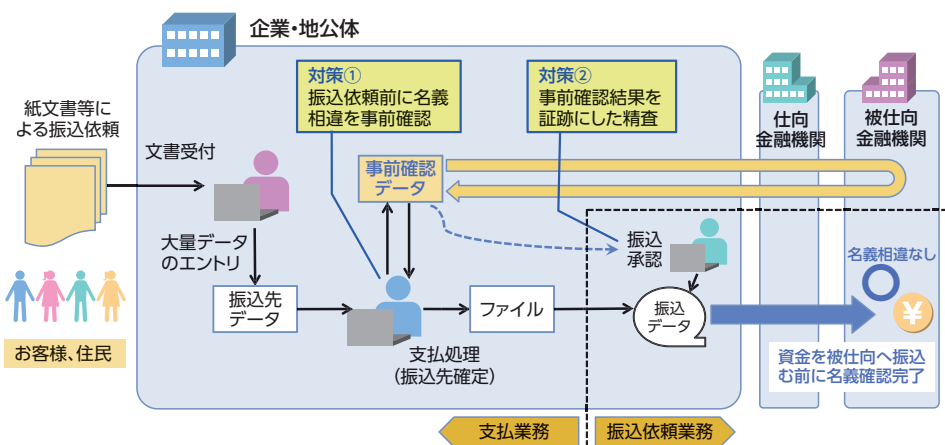 企業・地公体
対策①
振込依頼前に名義
相違を事前確認
対策②
事前確認結果を
証跡にした精査
仕向
金融機関
被仕向
金融機関
紙文書等に
よる振込依頼
文書受付
事前確認
データ
大量データ
のエントリ
振込
承認
名義相違なし
¥
振込先
データ
ファイル
振込
データ
支払処理
(振込先確定)
お客様、住民
資金を被仕向へ振込
む前に名義確認完了
支払業務
振込依頼業務